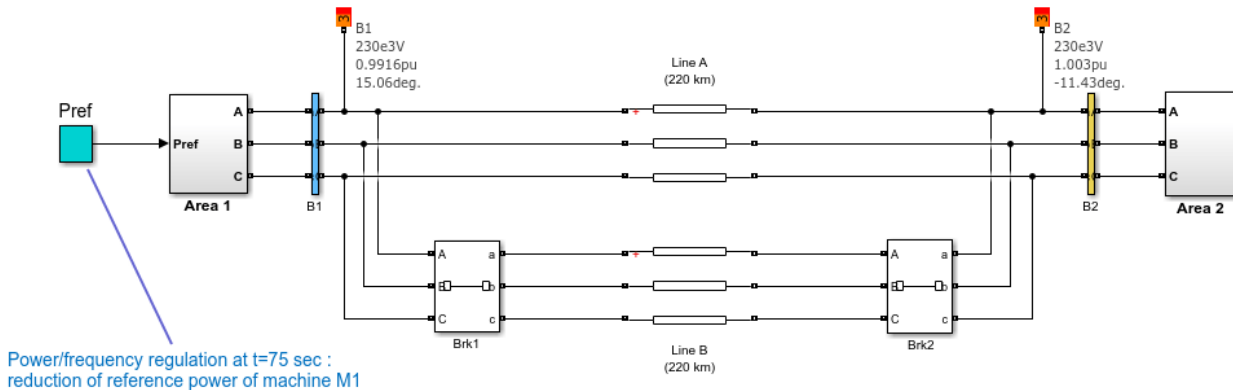 3
B1
230e3V
0.9916pu
15.06deg.
3
B2
230e3V
1.003pu
-11.43deg.
Line A
(220 km)
Pref
Pref
A
B
C
Area 1
B1
A
B
C
Area 2
B2
+
+
A
B
C
a
b
c
Brk1
A
B
C
a
b
c
Brk2
Line B
(220 km)
Power/frequency regulation at t=75 sec :
reduction of reference power of machine M1